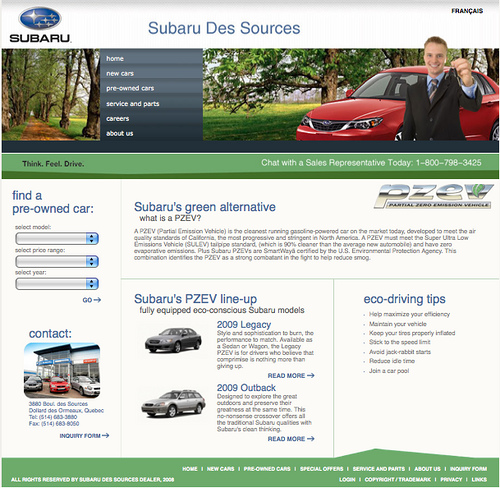 SUBARU
Subaru Des Sources
FRANÇAIS
home
new cars
pre-owned cars
service and parts
careers
about us
Think. Feel. Drive.
Chat with a Sales Representative Today: 1-800-798-3425
find a
pre-owned car:
select model:
select price range:
select year:
GO
contact:
3880 Boul. des Sources
Dollard des Ormeaux, Quebec
Tel: (514) 683-3880
Fax: (514) 683-8050
INQUIRY FORM
pzev
PARTIAL ZERO EMISSION VEHICLE
Subaru's green alternative
what is a PZEV?
A PZEV (Partial Emission Vehicle) is the cleanest running gasoline-powered car on the market today, developed to meet the air
quality standards of California, the most progressive and stringent in North America. A PZEV must meet the Super Ultra Low
Emissions Vehicle (SULEV) tailpipe standard, (which is 90% cleaner than the average new automobile) and have zero
evaporative emissions. Plus Subaru PZEVs are SmartWay® certified by the U.S. Environmental Protection Agency. This
combination identifies the PZEV as a strong combatant in the fight to help reduce smog.
Subaru's PZEV line-up
fully equipped eco-conscious Subaru models
2009 Legacy
Style and sophistication to burn, the
performance to match. Available as
a Sedan or Wagon, the Legacy
PZEV is for drivers who believe that
comprimise is nothing more than
giving up.
READ MORE
2009 Outback
Designed to explore the great
outdoors and preserve their
greatness at the same time. This
no-nonsense crossover offers all
the traditional Subaru qualities with
Subaru's clean thinking.
READ MORE
eco-driving tips
Help maximize your efficiency
Maintain your vehicle
Keep your tires properly inflated
Stick to the speed limit
Avoid jack-rabbit starts
Reduce idle time
Join a car pool
HOME | NEW CARS | PRE-OWNED CARS | SPECIAL OFFERS | SERVICE AND PARTS | ABOUT US | INQUIRY FORM
ALL RIGHTS RESERVED BY SUBARU DES SOURCES DEALER, 2008
LOGIN | COPYRIGHT / TRADEMARK | PRIVACY | LINKS